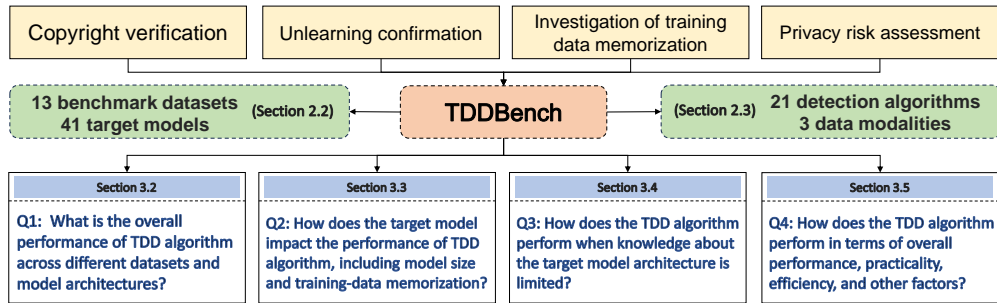 Copyright verification
Unlearning confirmation
Investigation of training
data memorization
Privacy risk assessment
13 benchmark datasets
41 target models
(Section 2.2)
TDDBench
(Section 2.3)
21 detection algorithms
3 data modalities
Section 3.2
Q1: What is the overall
performance of TDD algorithm
across different datasets and
model architectures?
Section 3.3
Q2: How does the target model
impact the performance of TDD
algorithm, including model size
and training-data memorization?
Section 3.4
Q3: How does the TDD algorithm
perform when knowledge about
the target model architecture is
limited?
Section 3.5
Q4: How does the TDD algorithm
perform in terms of overall
performance, practicality,
efficiency, and other factors?